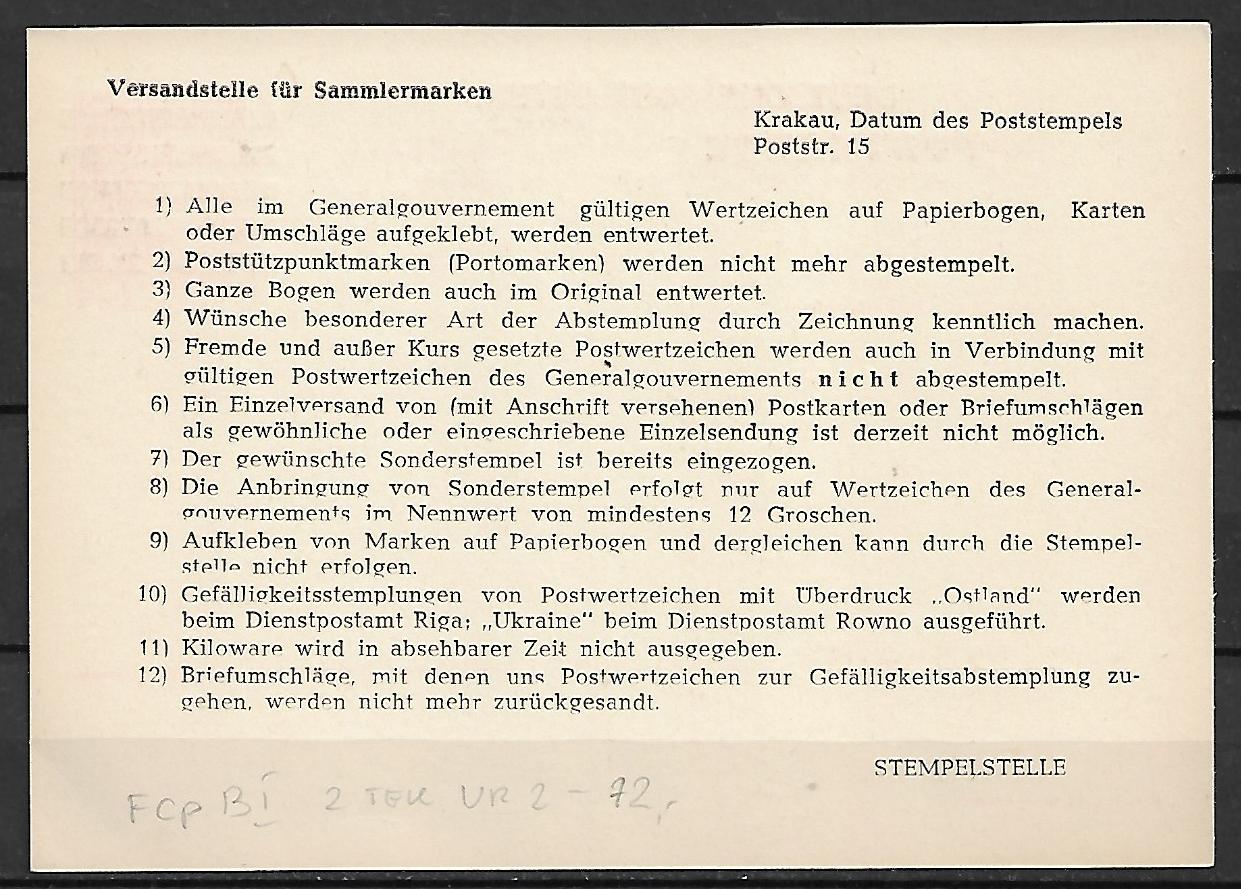 Versandstelle für Sammlermarken
Krakau, Datum des Poststempels
Poststr. 15
1) Alle im Generalgouvernement gültigen Wertzeichen auf Papierbogen, Karten
oder Umschläge aufgeklebt, werden entwertet.
2) Poststützpunktmarken (Portomarken) werden nicht mehr abgestempelt.
3) Ganze Bogen werden auch im Original entwertet.
4) Wünsche besonderer Art der Abstemplung durch Zeichnung kenntlich machen.
5) Fremde und außer Kurs gesetzte Postwertzeichen werden auch in Verbindung mit
gültigen Postwertzeichen des Generalgouvernements nicht abgestempelt.
6) Ein Einzelversand von (mit Anschrift versehenen) Postkarten oder Briefumschlägen
als gewöhnliche oder eingeschriebene Einzelsendung ist derzeit nicht möglich.
7) Der gewünschte Sonderstempel ist bereits eingezogen.
8) Die Anbringung von Sonderstempel erfolgt nur auf Wertzeichen des General-
gouvernements im Nennwert von mindestens 12 Groschen.
9) Aufkleben von Marken auf Papierbogen und dergleichen kann durch die Stempel-
stelle nicht erfolgen.
10) Gefälligkeitsstemplungen von Postwertzeichen mit Überdruck „Ostland" werden
beim Dienstpostamt Riga; „Ukraine" beim Dienstpostamt Rowno ausgeführt.
11) Kiloware wird in absehbarer Zeit nicht ausgegeben.
12) Briefumschläge, mit denen uns Postwertzeichen zur Gefälligkeitsabstemplung zu-
gehen, werden nicht mehr zurückgesandt.
STEMPELSTELLE
FCp BI 2 VR 2 - 72,